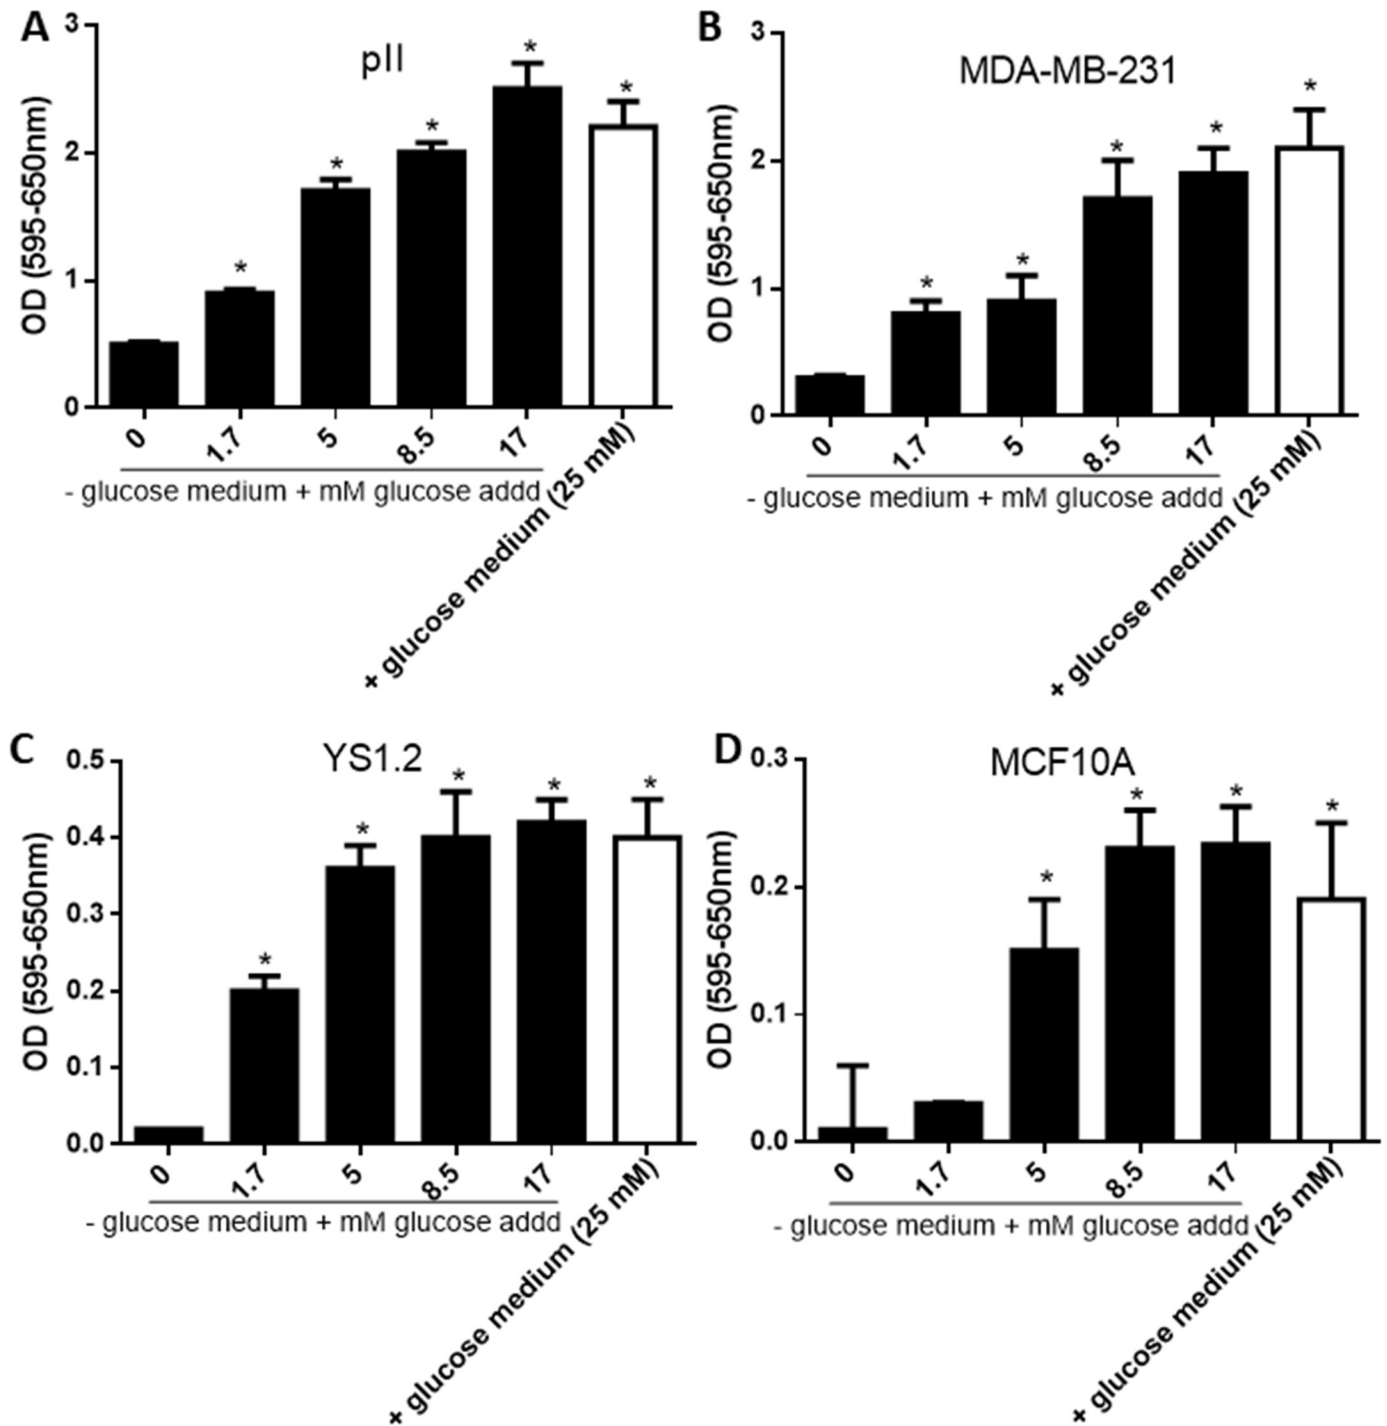 A
pII
OD (595-650nm)
3
2
1
0
0 1.7 5 8.5 17
- glucose medium + mM glucose addd
+ glucose medium (25 mM)
*
*
*
*
*
B
MDA-MB-231
OD (595-650nm)
3
2
1
0
0 1.7 5 8.5 17
- glucose medium + mM glucose addd
+ glucose medium (25 mM)
*
*
*
*
*
C
YS1.2
OD (595-650nm)
0.5
0.4
0.3
0.2
0.1
0.0
0 1.7 5 8.5 17
- glucose medium + mM glucose addd
+ glucose medium (25 mM)
*
*
*
*
*
D
MCF10A
OD (595-650nm)
0.3
0.2
0.1
0.0
0 1.7 5 8.5 17
- glucose medium + mM glucose addd
+ glucose medium (25 mM)
*
*
*
*